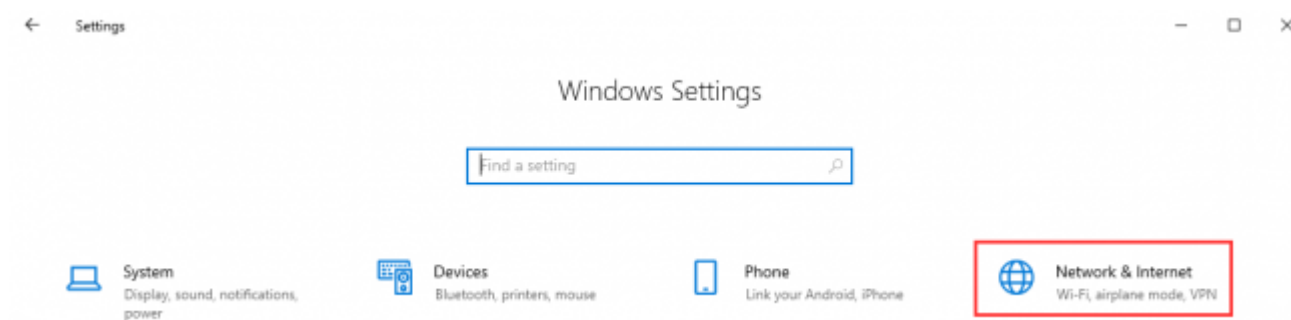 Settings
Windows Settings
Find a setting
System
Display, sound, notifications,
power
Devices
Bluetooth, printers, mouse
Phone
Link your Android, iPhone
Network & Internet
Wi-Fi, airplane mode, VPN